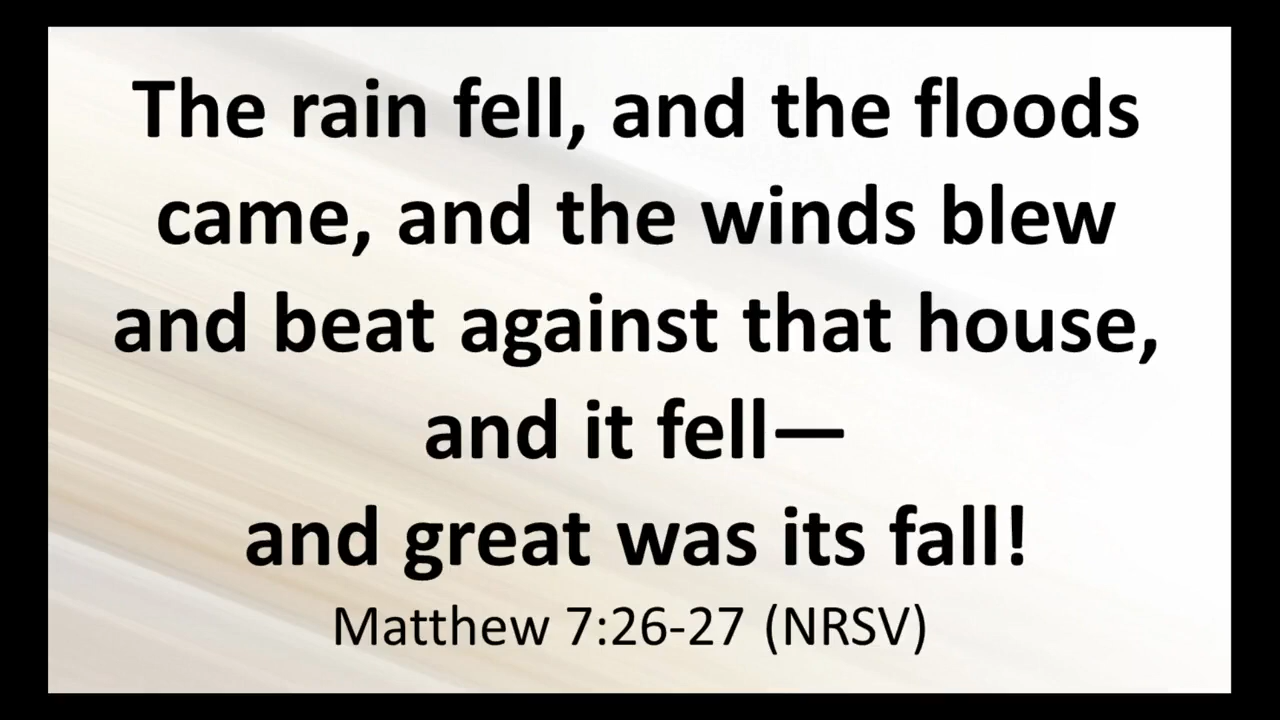 The rain fell, and the floods
came, and the winds blew
and beat against that house,
and it fell—
and great was its fall!
Matthew 7:26-27 (NRSV)